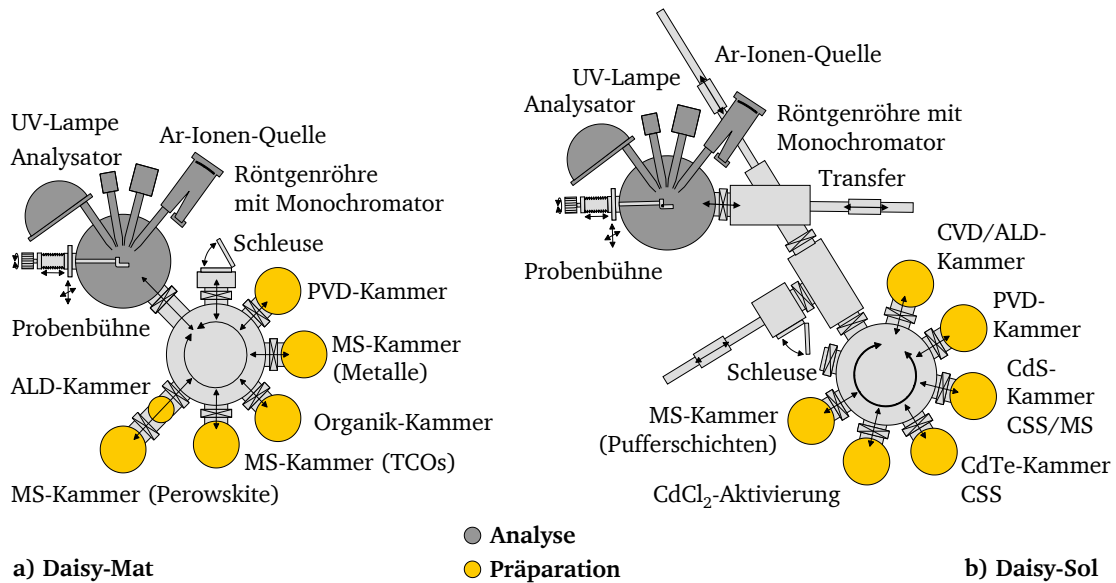 UV-Lampe
Analysator
Ar-Ionen-Quelle
Röntgenröhre
mit Monochromator
Schleuse
PVD-Kammer
Probenbühne
MS-Kammer
(Metalle)
ALD-Kammer
Organik-Kammer
MS-Kammer (TCOs)
MS-Kammer (Perowskite)
a) Daisy-Mat
Analyse
Präparation
Ar-Ionen-Quelle
UV-Lampe
Analysator
Röntgenröhre mit
Monochromator
Transfer
Probenbühne
CVD/ALD-
Kammer
PVD-
Kammer
Schleuse
CdS-
Kammer
CSS/MS
MS-Kammer
(Pufferschichten)
CdTe-Kammer
CSS
CdCl₂-Aktivierung
b) Daisy-Sol